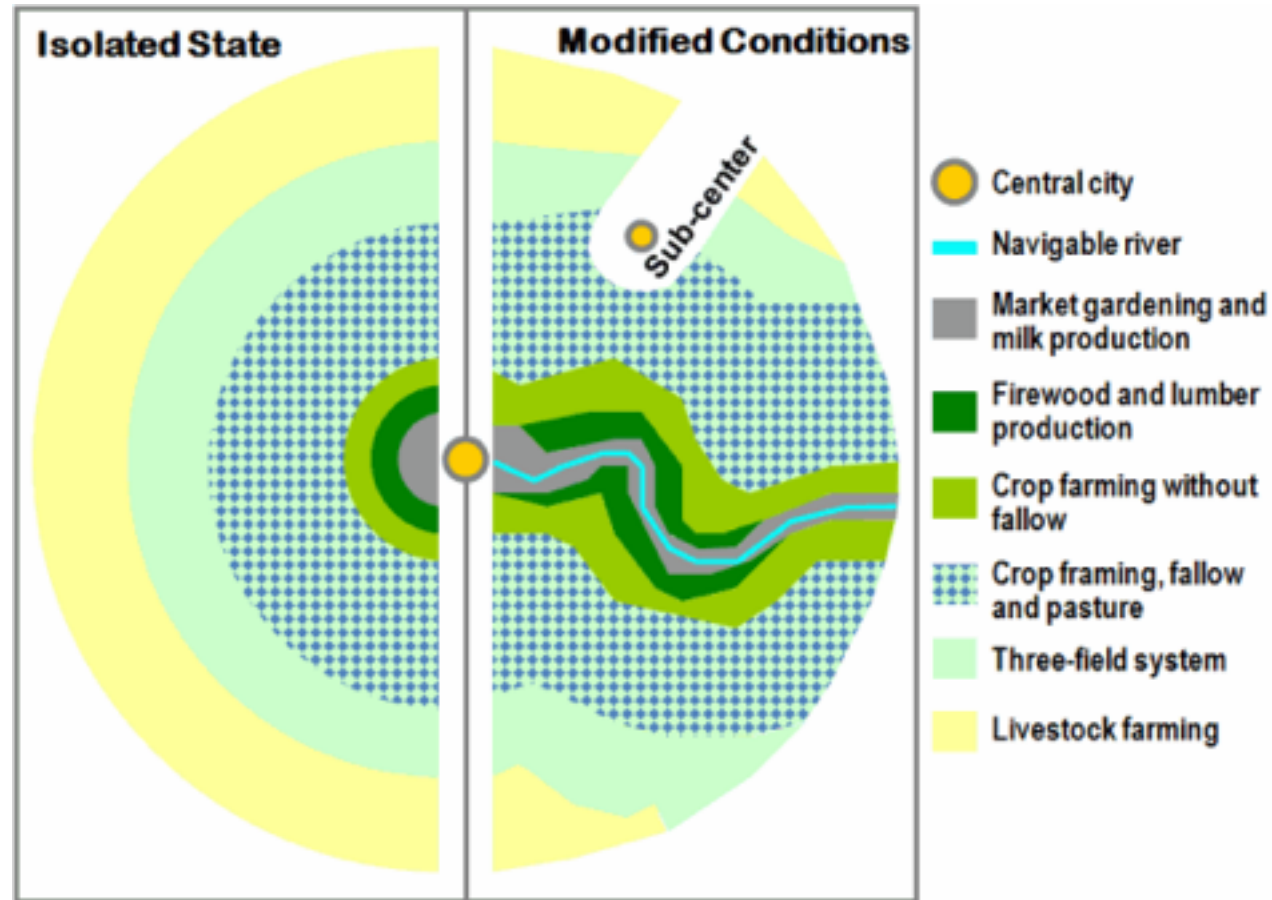 Isolated State
Modified Conditions
Sub-center
Central city
Navigable river
Market gardening and
milk production
Firewood and lumber
production
Crop farming without
fallow
Crop framing, fallow
and pasture
Three-field system
Livestock farming